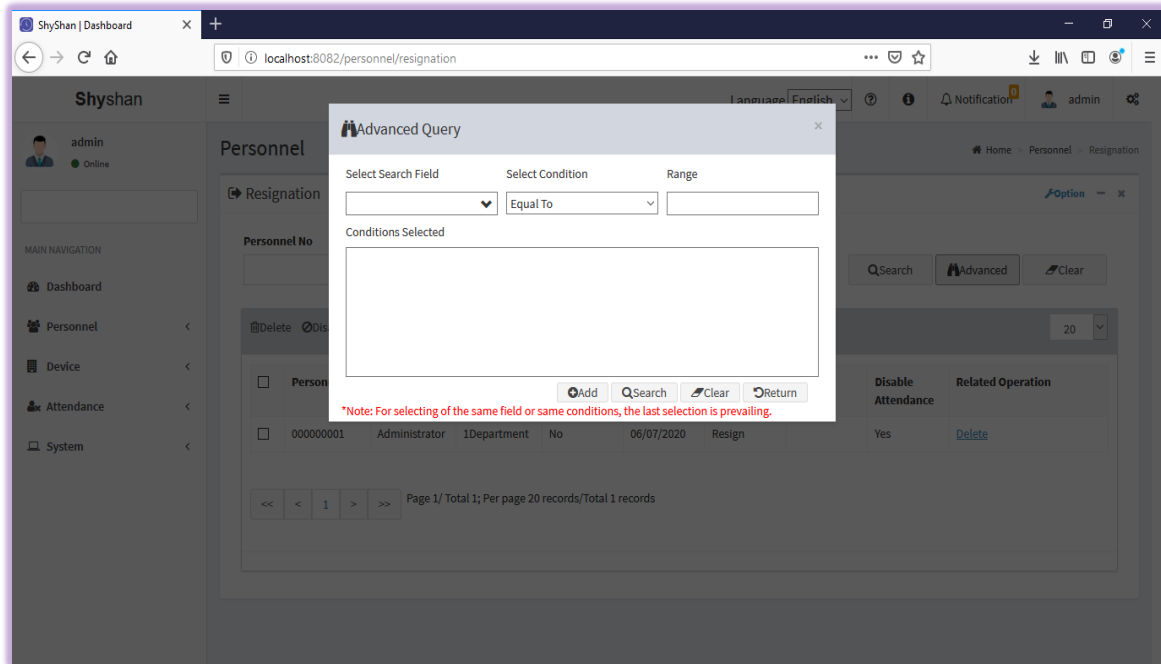 ShyShan | Dashboard
localhost:8082/personnel/resignation
Shyshan
Language English
Notification 0
admin
admin
Online
MAIN NAVIGATION
Dashboard
Personnel
Device
Attendance
System
Personnel
Home
Personnel
Resignation
Resignation
Option
Personnel No
Search Advanced Clear
Delete
20
Disable Attendance
Related Operation
000000001 Administrator 1Department No 06/07/2020 Resign Yes Delete
<< < 1 > >> Page 1/ Total 1; Per page 20 records/Total 1 records
Advanced Query
Select Search Field Select Condition Range
Equal To
Conditions Selected
Add Search Clear Return
*Note: For selecting of the same field or same conditions, the last selection is prevailing.